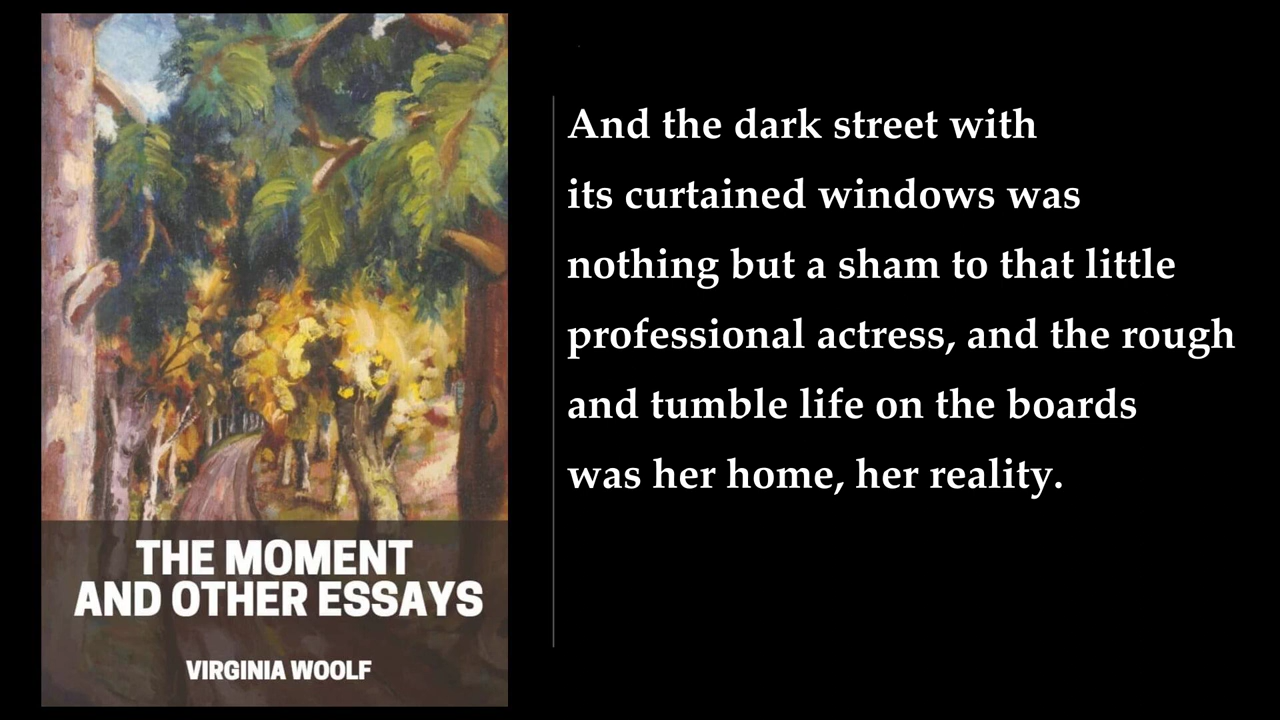 THE MOMENT
AND OTHER ESSAYS
VIRGINIA WOOLF
And the dark street with
its curtained windows was
nothing but a sham to that little
professional actress, and the rough
and tumble life on the boards
was her home, her reality.